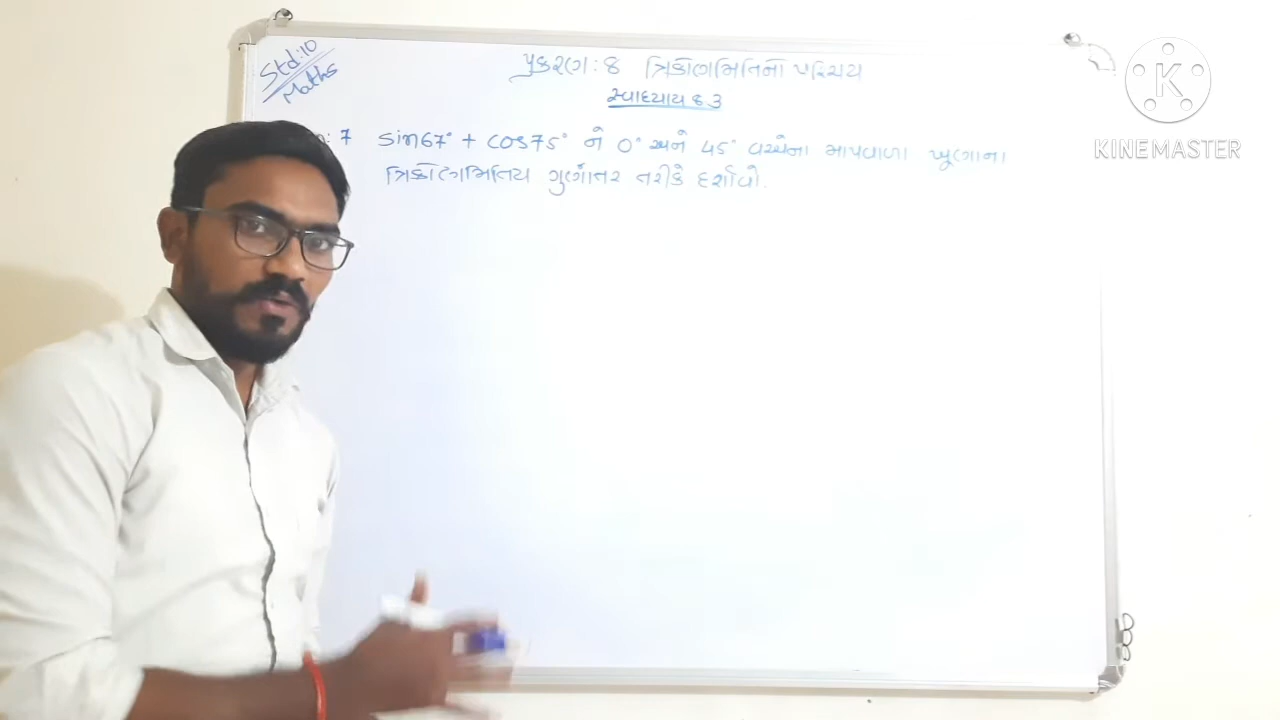 Std:10
Maths
પ્રકરણ : 8 ત્રિકોણમિતિનો પરિચય
સ્વાધ્યાય 8.3
: 7 sin67° + cos75° ને 0° અને 45° વચ્ચેના માપવાળા ખૂણાના
ત્રિકોણમિતિય ગુણોત્તર તરીકે દર્શાવો.
K
KINEMASTER